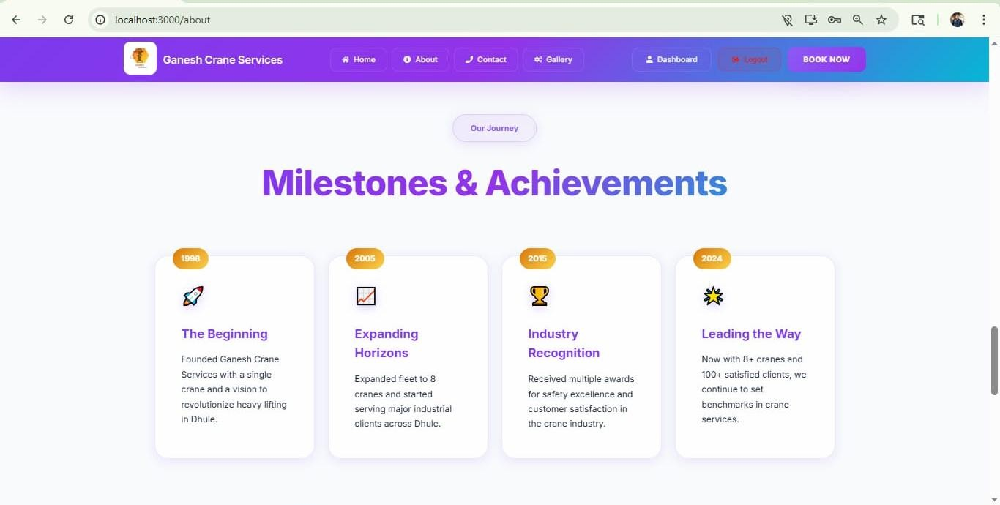 localhost:3000/about
Ganesh Crane Services
Home
About
Contact
Gallery
Dashboard
Logout
BOOK NOW
Our Journey
Milestones & Achievements
1998
The Beginning
Founded Ganesh Crane
Services with a single
crane and a vision to
revolutionize heavy lifting
in Dhule.
2005
Expanding
Horizons
Expanded fleet to 8
cranes and started
serving major industrial
clients across Dhule.
2015
Industry
Recognition
Received multiple awards
for safety excellence and
customer satisfaction in
the crane industry.
2024
Leading the Way
Now with 8+ cranes and
100+ satisfied clients, we
continue to set
benchmarks in crane
services.